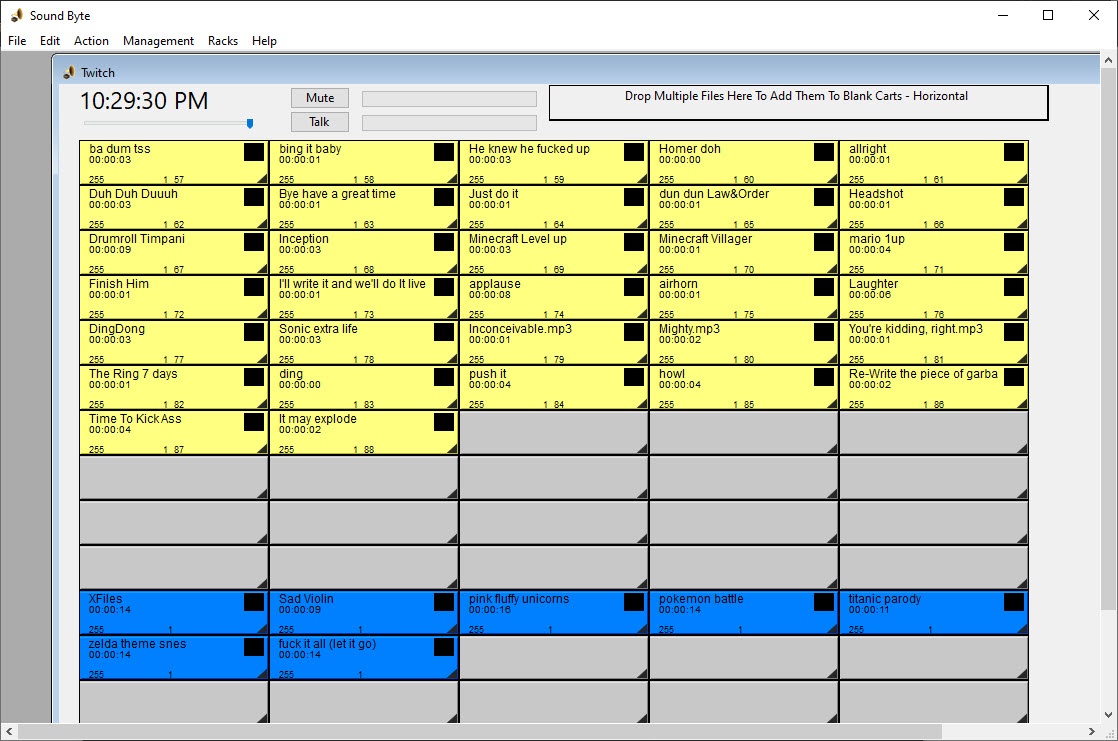 Sound Byte
File Edit Action Management Racks Help
Twitch
10:29:30 PM
Mute
Talk
Drop Multiple Files Here To Add Them To Blank Carts - Horizontal
ba dum tss bing it baby He knew he fucked up Homer doh allright
00:00:03 00:00:01 00:00:03 00:00:00 00:00:01
255 1 57 255 1 58 255 1 59 255 1 60 255 1 61
Duh Duh Duuuh Bye have a great time Just do it dun dun Law&Order Headshot
00:00:03 00:00:01 00:00:01 00:00:01 00:00:01
255 1 62 255 1 63 255 1 64 255 1 65 255 1 66
Drumroll Timpani Inception Minecraft Level up Minecraft Villager mario 1up
00:00:09 00:00:03 00:00:03 00:00:01 00:00:04
255 1 67 255 1 68 255 1 69 255 1 70 255 1 71
Finish Him I'll write it and we'll do It live applause airhorn Laughter
00:00:01 00:00:01 00:00:08 00:00:01 00:00:06
255 1 72 255 1 73 255 1 74 255 1 75 255 1 76
DingDong Sonic extra life Inconceivable.mp3 Mighty.mp3 You're kidding, right.mp3
00:00:03 00:00:03 00:00:01 00:00:02 00:00:01
255 1 77 255 1 78 255 1 79 255 1 80 255 1 81
The Ring 7 days ding push it howl Re-Write the piece of garba
00:00:01 00:00:00 00:00:04 00:00:04 00:00:02
255 1 82 255 1 83 255 1 84 255 1 85 255 1 86
Time To Kick Ass It may explode
00:00:04 00:00:02
255 1 87 255 1 88
XFiles Sad Violin pink fluffy unicorns pokemon battle titanic parody
00:00:14 00:00:09 00:00:16 00:00:14 00:00:11
255 1 255 1 255 1 255 1 255 1
zelda theme snes fuck it all (let it go)
00:00:14 00:00:14
255 1 255 1